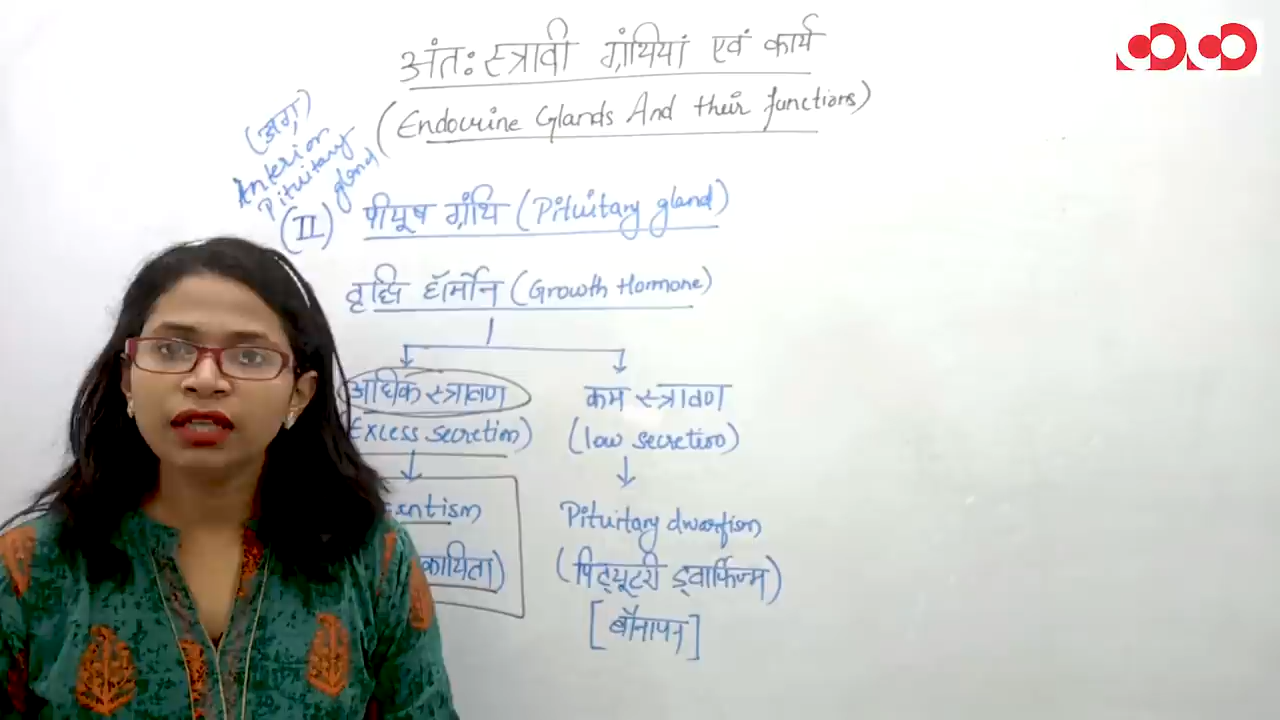 अंतः स्त्रावी ग्रंथियां एवं कार्य
(Endocrine Glands And their functions)
(अग्र)
Anterior
Pituitary
gland
(II) पीयूष ग्रंथि (Pituitary gland)
वृद्धि हॉर्मोन (Growth Hormone)
अधिक स्त्रावण
कम स्त्रावण
Excess secretion)
(low secretion)
Pituitary dwarfism
कायिता)
(पिट्यूटरी ड्वार्फिज्म)
[बौनापन]